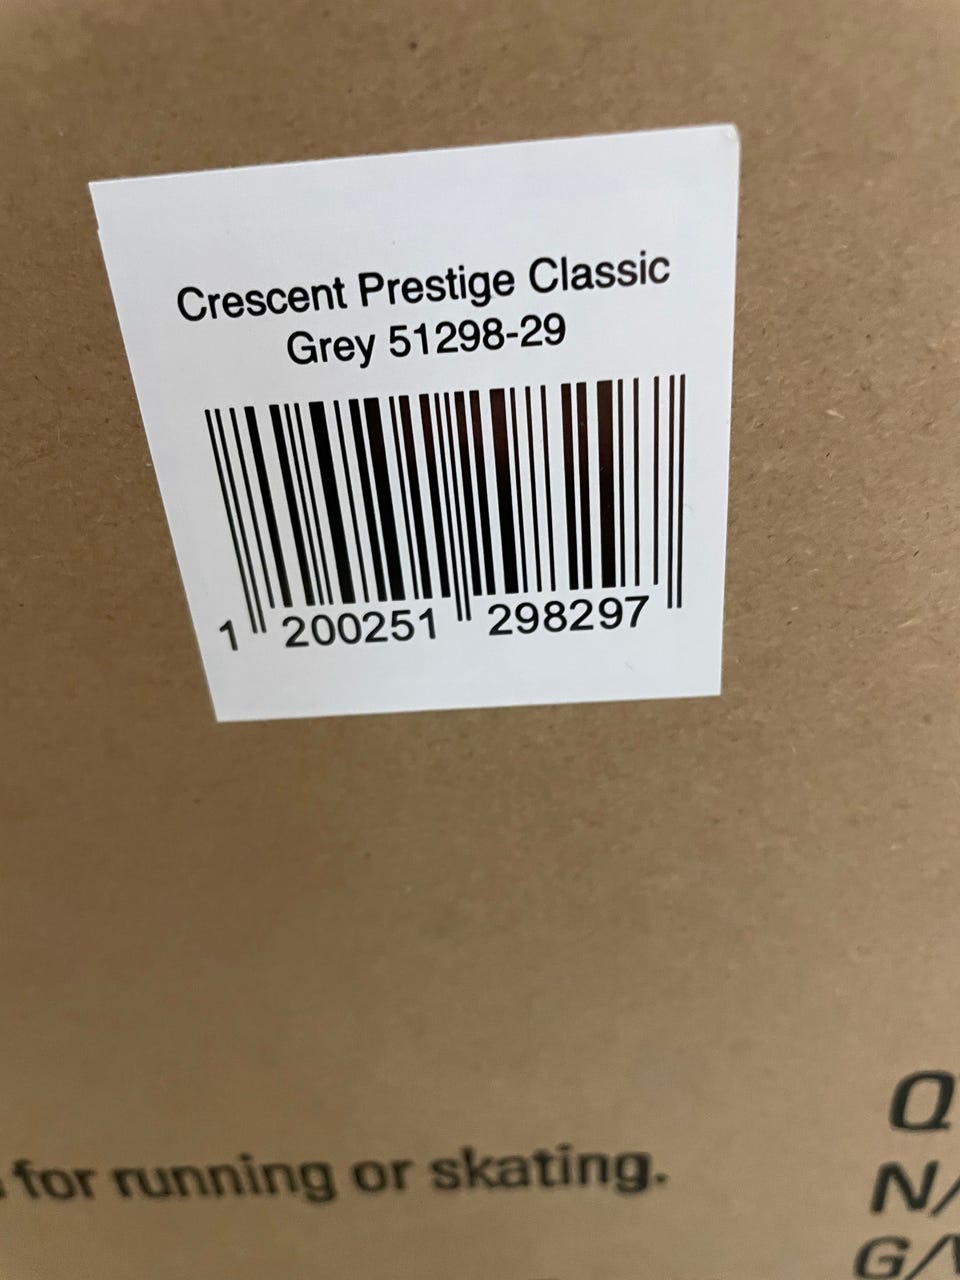 Crescent Prestige Classic
Grey 51298-29
1 200251 298297
for running or skating.
Q
N/
G/